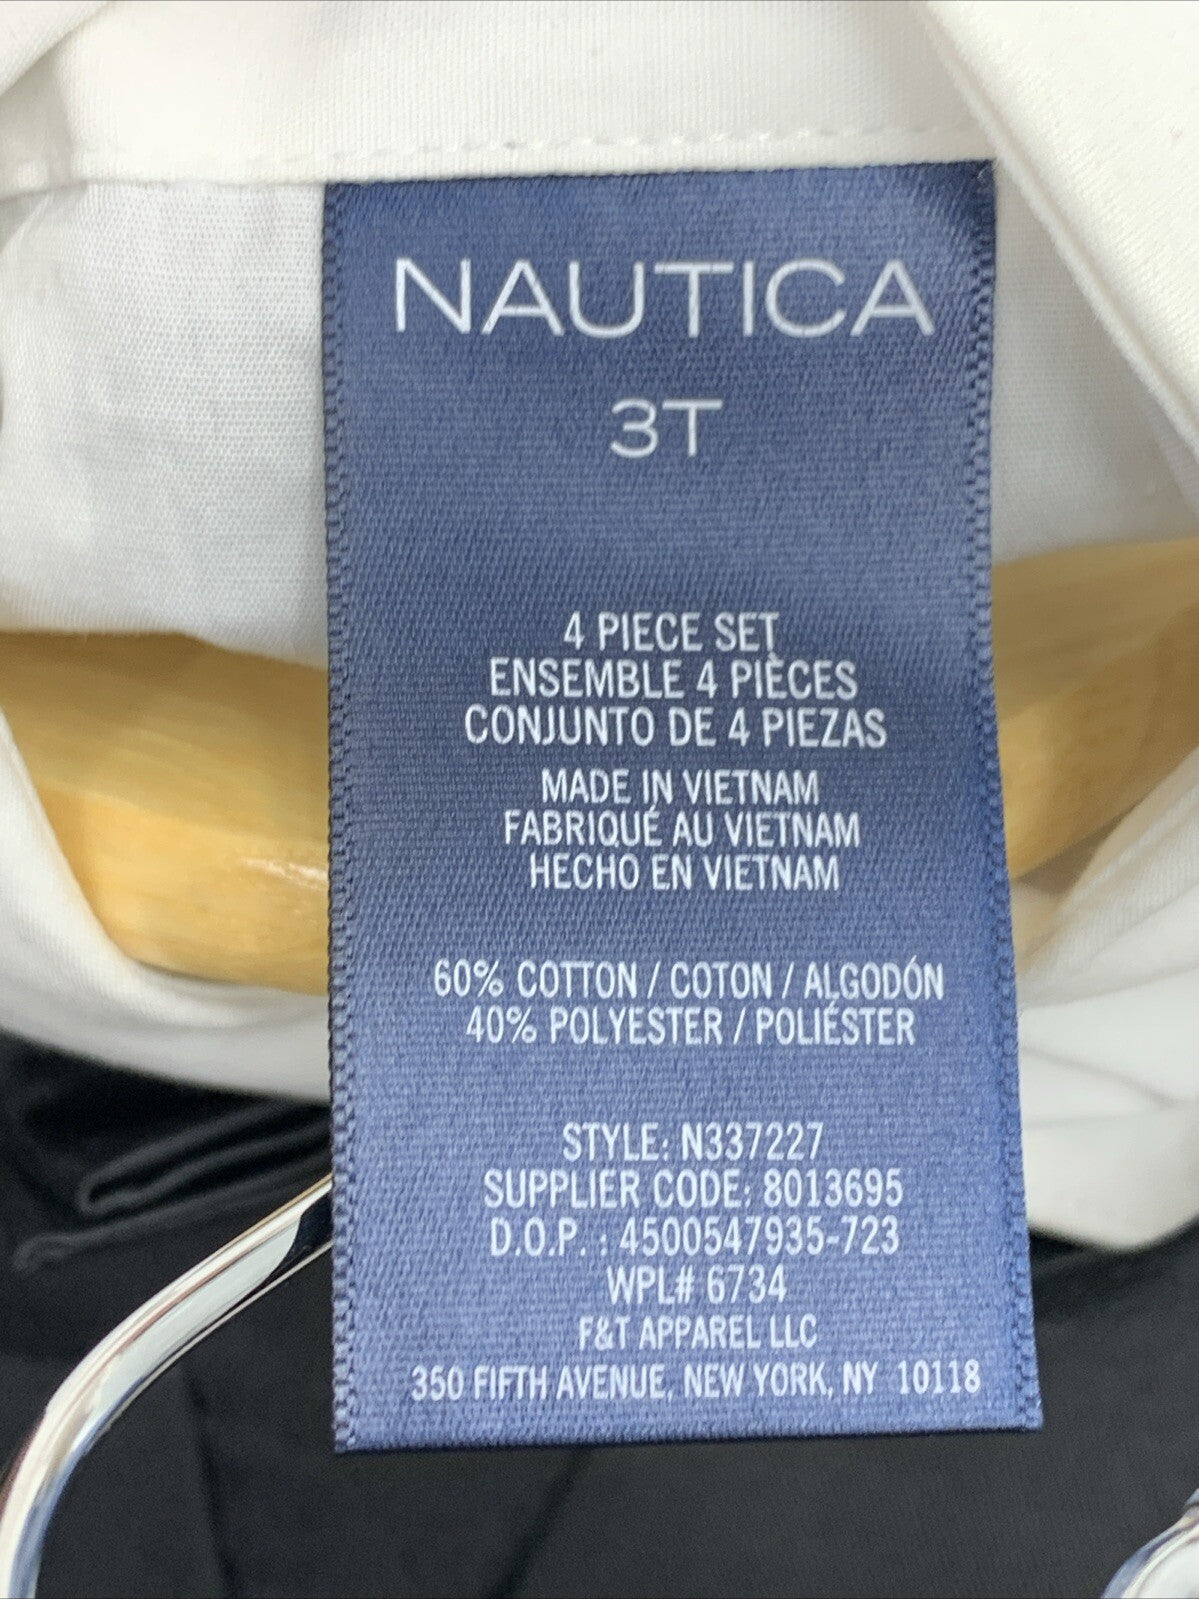 NAUTICA
3T
4 PIECE SET
ENSEMBLE 4 PIÈCES
CONJUNTO DE 4 PIEZAS
MADE IN VIETNAM
FABRIQUÉ AU VIETNAM
HECHO EN VIETNAM
60% COTTON / COTON / ALGODÓN
40% POLYESTER / POLIÉSTER
STYLE: N337227
SUPPLIER CODE: 8013695
D.O.P. : 4500547935-723
WPL# 6734
F&T APPAREL LLC
350 FIFTH AVENUE, NEW YORK, NY 10118